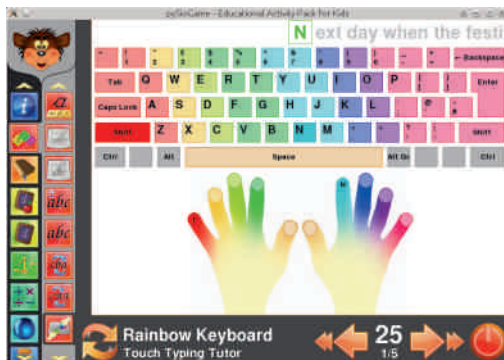 pySioGame - Educational Activity Pack for Kids
N ext day when the festi
← Backspace
Tab Q W E R T Y U I O P Enter
Caps Lock A S D F G H J K L
Shift Z X C V B N M Shift
Ctrl Alt Space Alt Gr Ctrl
a
abc
abc
Rainbow Keyboard
Touch Typing Tutor
25
1/5